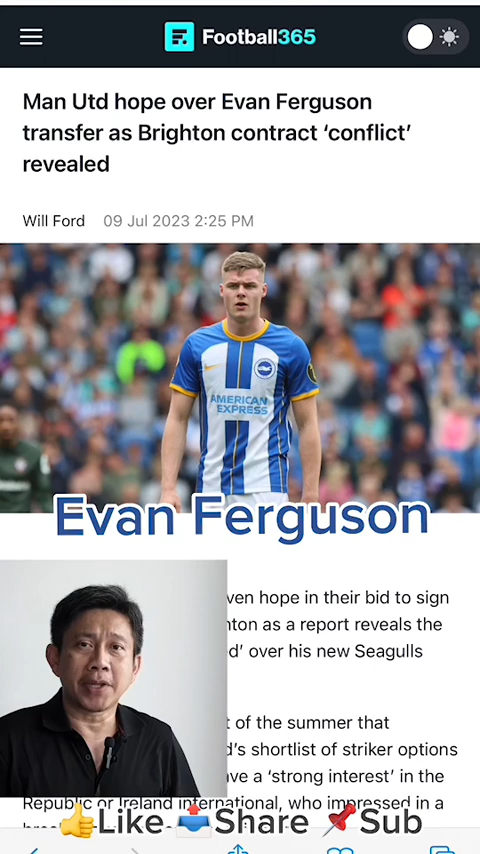 Football365
Man Utd hope over Evan Ferguson
transfer as Brighton contract ‘conflict’
revealed
Will Ford 09 Jul 2023 2:25 PM
AMERICAN
EXPRESS
Evan Ferguson
ven hope in their bid to sign
nton as a report reveals the
d’ over his new Seagulls
t of the summer that
d’s shortlist of striker options
ave a ‘strong interest’ in the
Republic of Ireland international, who impressed in a
👍Like 📤Share 📌Sub